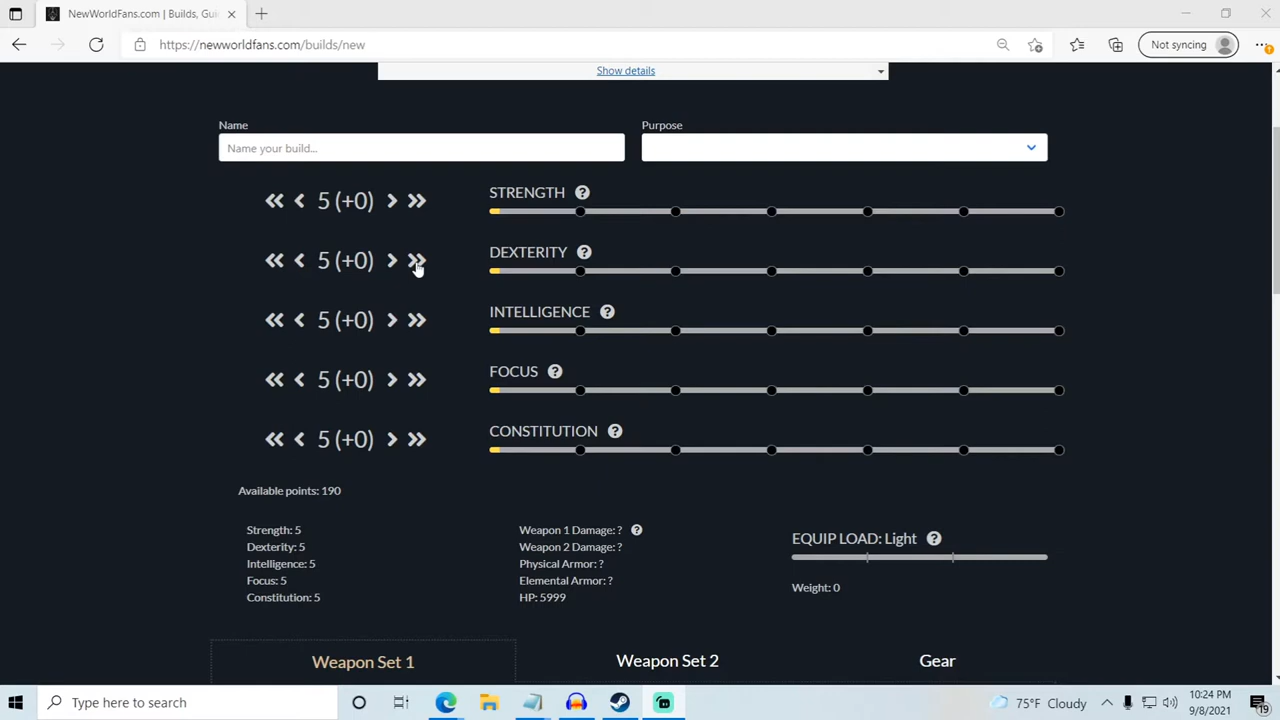 NewWorldFans.com | Builds, Gui
https://newworldfans.com/builds/new
Not syncing
Show details
Name
Purpose
Name your build...
5 (+0)
STRENGTH
5 (+0)
DEXTERITY
5 (+0)
INTELLIGENCE
5 (+0)
FOCUS
5 (+0)
CONSTITUTION
Available points: 190
Strength: 5
Dexterity: 5
Intelligence: 5
Focus: 5
Constitution: 5
Weapon 1 Damage: ?
Weapon 2 Damage: ?
Physical Armor: ?
Elemental Armor: ?
HP: 5999
EQUIP LOAD: Light
Weight: 0
Weapon Set 1
Weapon Set 2
Gear
Type here to search
75°F Cloudy
10:24 PM
9/8/2021
19